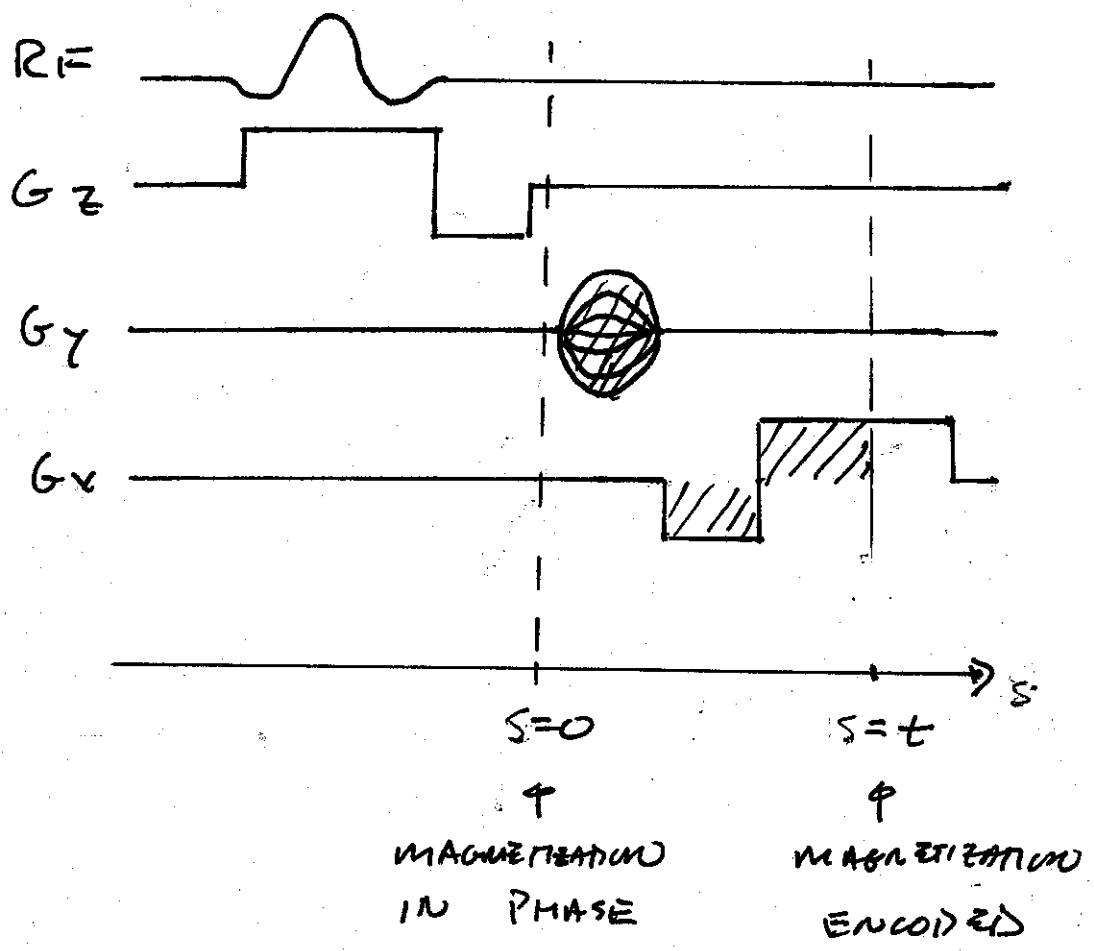 RF
Gz
Gy
Gx
s
s=0
s=t
MAGNETIZATION
IN PHASE
MAGNETIZATION
ENCODED